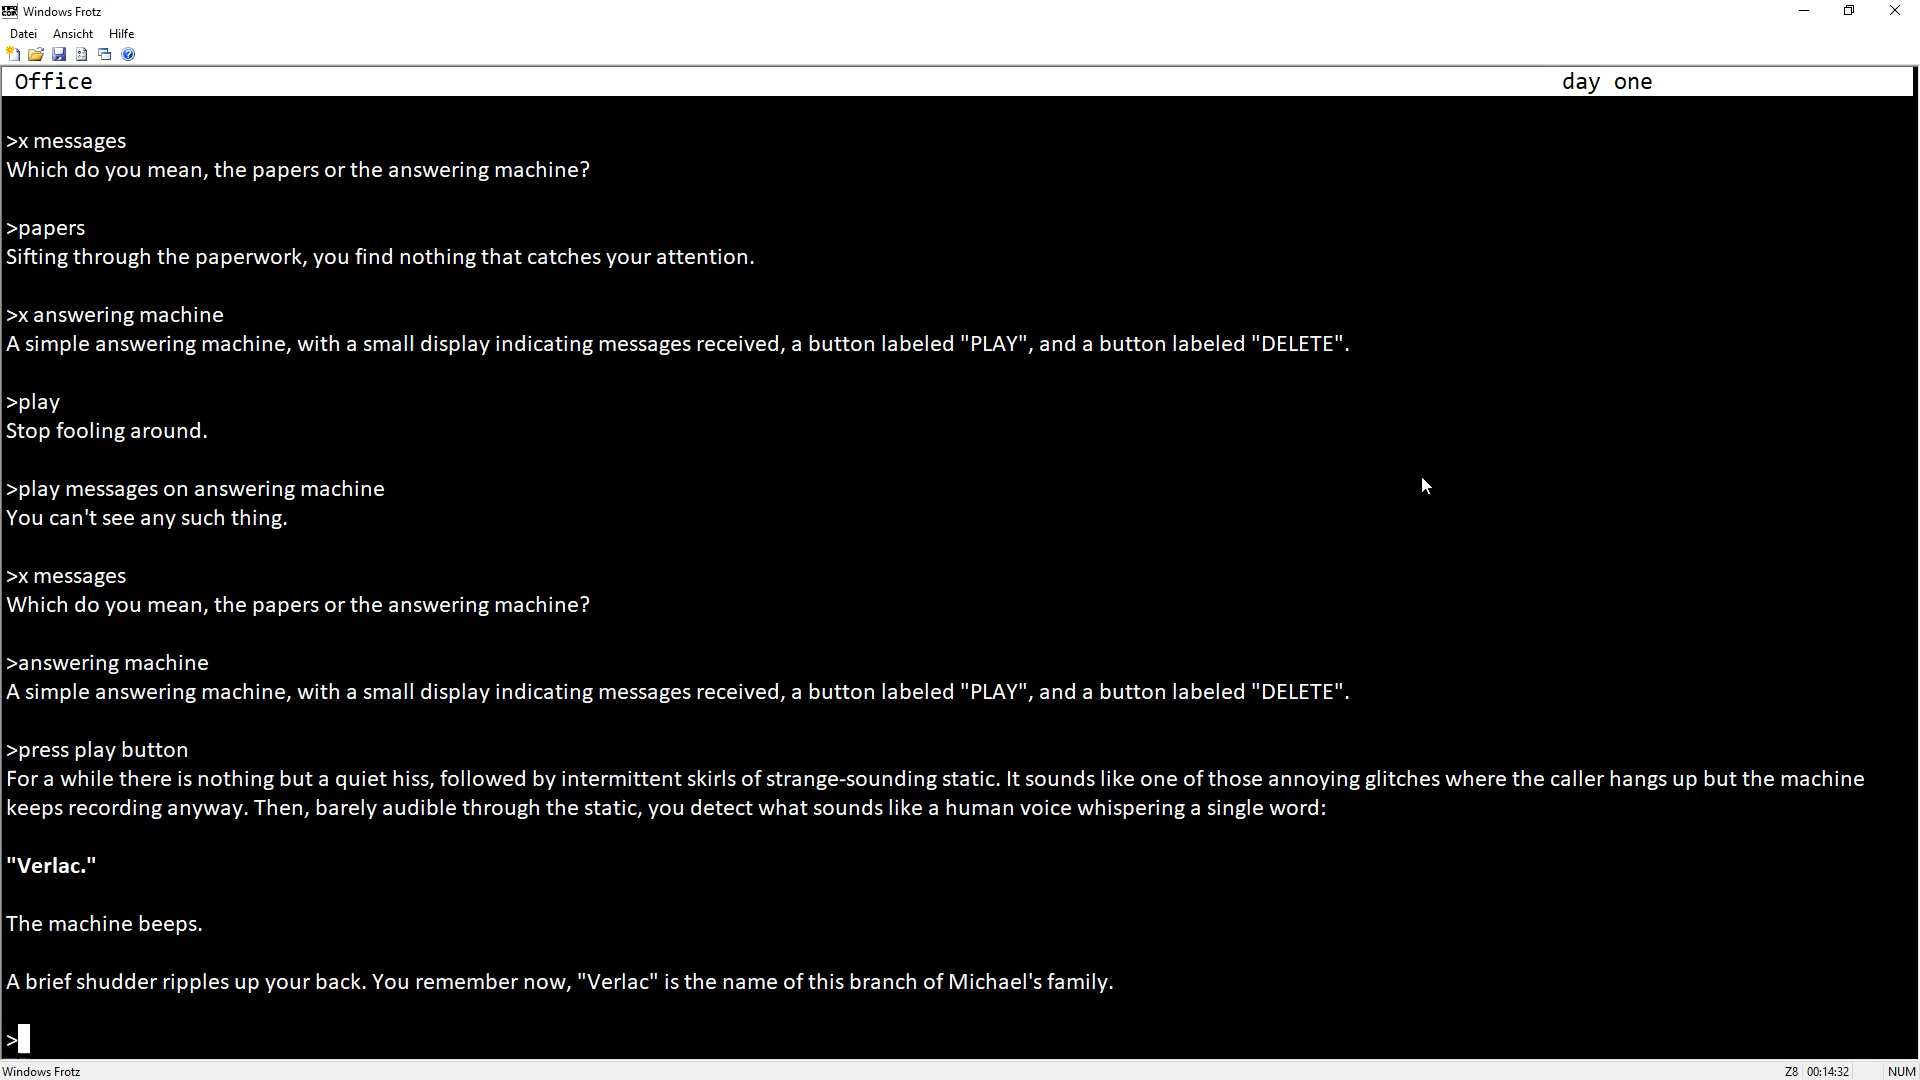 Windows Frotz
Datei Ansicht Hilfe
Office day one
>x messages
Which do you mean, the papers or the answering machine?
>papers
Sifting through the paperwork, you find nothing that catches your attention.
>x answering machine
A simple answering machine, with a small display indicating messages received, a button labeled "PLAY", and a button labeled "DELETE".
>play
Stop fooling around.
>play messages on answering machine
You can't see any such thing.
>x messages
Which do you mean, the papers or the answering machine?
>answering machine
A simple answering machine, with a small display indicating messages received, a button labeled "PLAY", and a button labeled "DELETE".
>press play button
For a while there is nothing but a quiet hiss, followed by intermittent skirls of strange-sounding static. It sounds like one of those annoying glitches where the caller hangs up but the machine
keeps recording anyway. Then, barely audible through the static, you detect what sounds like a human voice whispering a single word:
"Verlac."
The machine beeps.
A brief shudder ripples up your back. You remember now, "Verlac" is the name of this branch of Michael's family.
>
Windows Frotz Z8 00:14:32 NUM